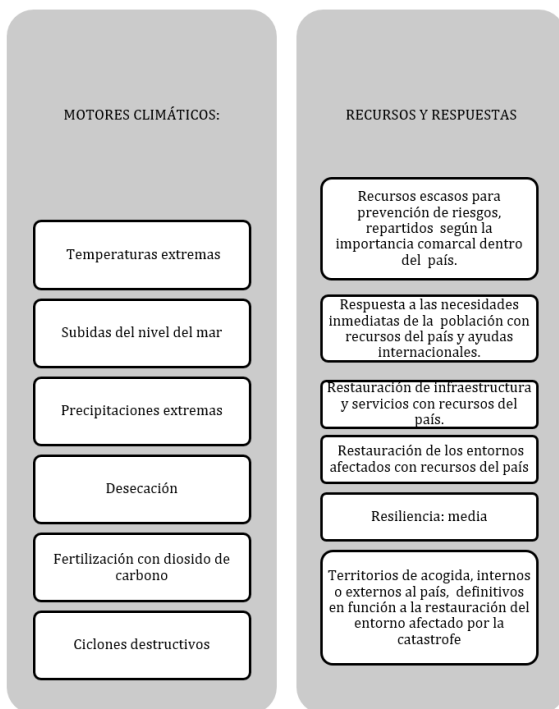 MOTORES CLIMÁTICOS:
Temperaturas extremas
Subidas del nivel del mar
Precipitaciones extremas
Desecación
Fertilización con diosido de
carbono
Ciclones destructivos
RECURSOS Y RESPUESTAS
Recursos escasos para
prevención de riesgos,
repartidos según la
importancia comarcal dentro
del país.
Respuesta a las necesidades
inmediatas de la población con
recursos del país y ayudas
internacionales.
Restauración de infraestructura
y servicios con recursos del
país.
Restauración de los entornos
afectados con recursos del país
Resiliencia: media
Territorios de acogida, internos
o externos al país, definitivos
en función a la restauración del
entorno afectado por la
catastrofe